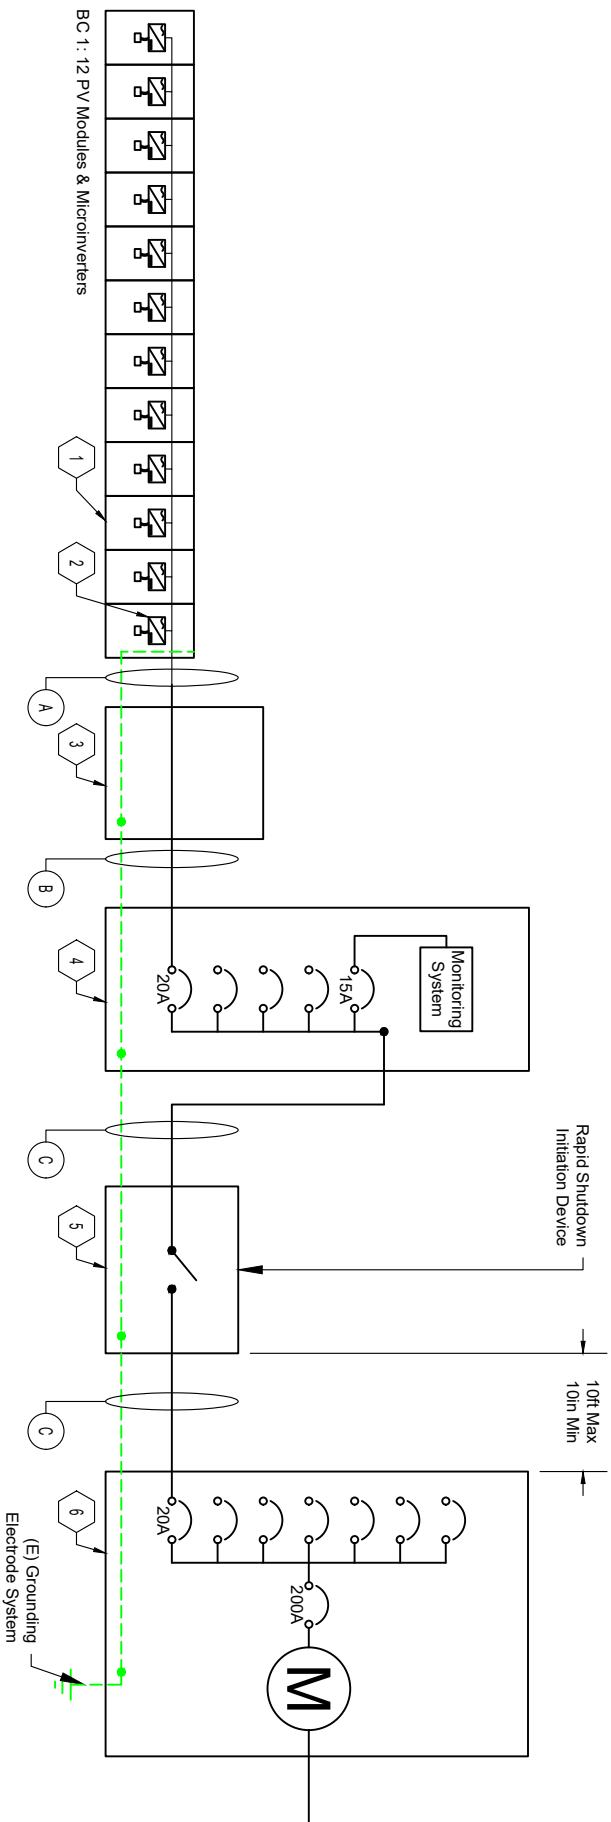 BC 1: 12 PV Modules & Microinverters
1
2
A
3
B
4
20A
15A
Monitoring
System
C
Rapid Shutdown
Initiation Device
5
10ft Max
10in Min
C
6
20A
200A
M
(E) Grounding
Electrode System